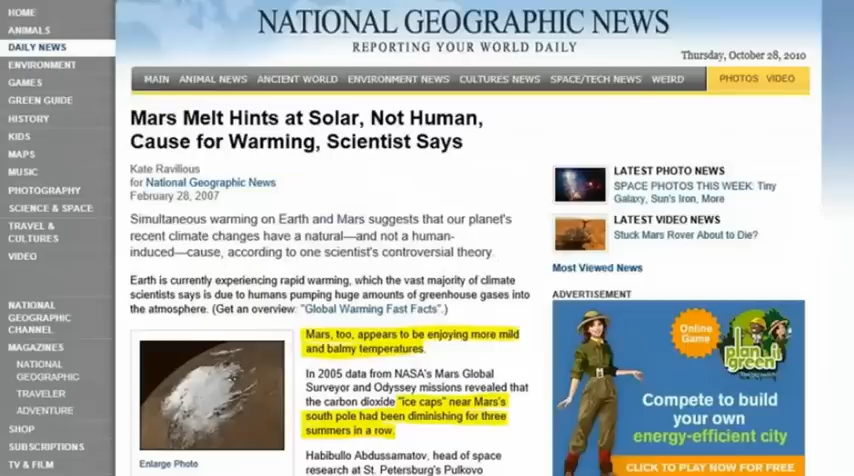 HOME
ANIMALS
DAILY NEWS
ENVIRONMENT
GAMES
GREEN GUIDE
HISTORY
KIDS
MAPS
MUSIC
PHOTOGRAPHY
SCIENCE & SPACE
TRAVEL &
CULTURES
VIDEO
NATIONAL
GEOGRAPHIC
CHANNEL
MAGAZINES
NATIONAL
GEOGRAPHIC
TRAVELER
ADVENTURE
SHOP
SUBSCRIPTIONS
TV & FILM
NATIONAL GEOGRAPHIC NEWS
REPORTING YOUR WORLD DAILY
Thursday, October 28, 2010
MAIN ANIMAL NEWS ANCIENT WORLD ENVIRONMENT NEWS CULTURES NEWS SPACE/TECH NEWS WEIRD PHOTOS VIDEO
Mars Melt Hints at Solar, Not Human,
Cause for Warming, Scientist Says
Kate Ravilious
for National Geographic News
February 28, 2007
Simultaneous warming on Earth and Mars suggests that our planet's
recent climate changes have a natural—and not a human-
induced—cause, according to one scientist's controversial theory.
Earth is currently experiencing rapid warming, which the vast majority of climate
scientists says is due to humans pumping huge amounts of greenhouse gases into
the atmosphere. (Get an overview: "Global Warming Fast Facts".)
Mars, too, appears to be enjoying more mild
and balmy temperatures.
In 2005 data from NASA's Mars Global
Surveyor and Odyssey missions revealed that
the carbon dioxide "ice caps" near Mars's
south pole had been diminishing for three
summers in a row.
Habibullo Abdussamatov, head of space
research at St. Petersburg's Pulkovo
Enlarge Photo
LATEST PHOTO NEWS
SPACE PHOTOS THIS WEEK: Tiny
Galaxy, Sun's Iron, More
LATEST VIDEO NEWS
Stuck Mars Rover About to Die?
Most Viewed News
ADVERTISEMENT
Online
Game
plan it
green
Compete to build
your own
energy-efficient city
CLICK TO PLAY NOW FOR FREE